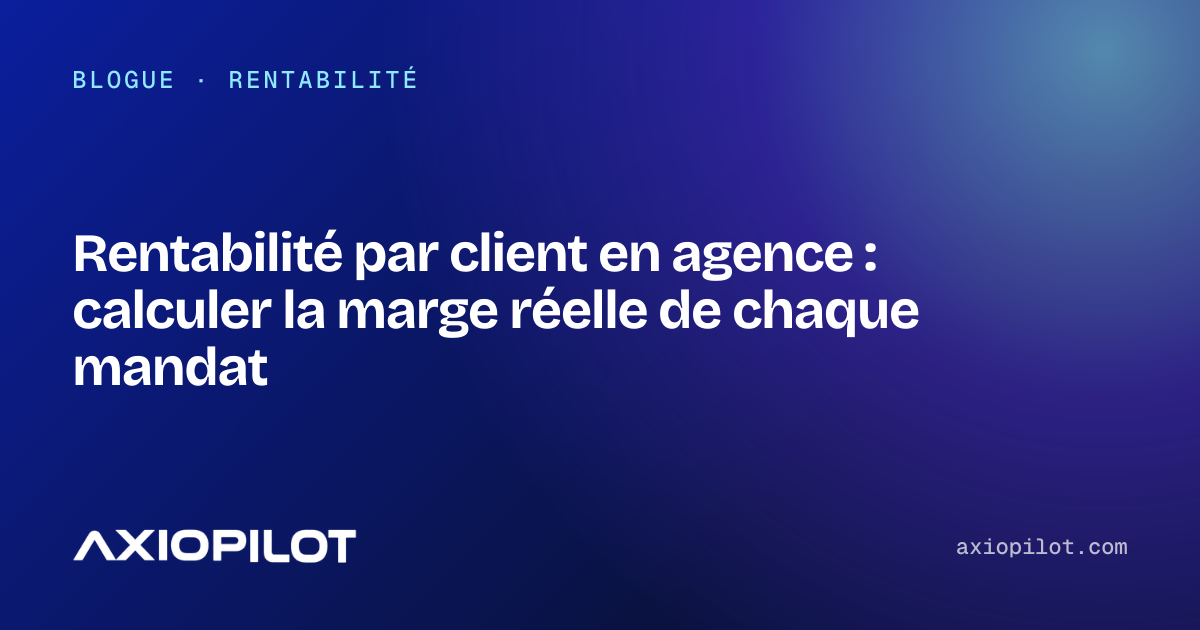 BLOGUE · RENTABILITÉ
Rentabilité par client en agence :
calculer la marge réelle de chaque
mandat
AXIOPILOT
axiopilot.com